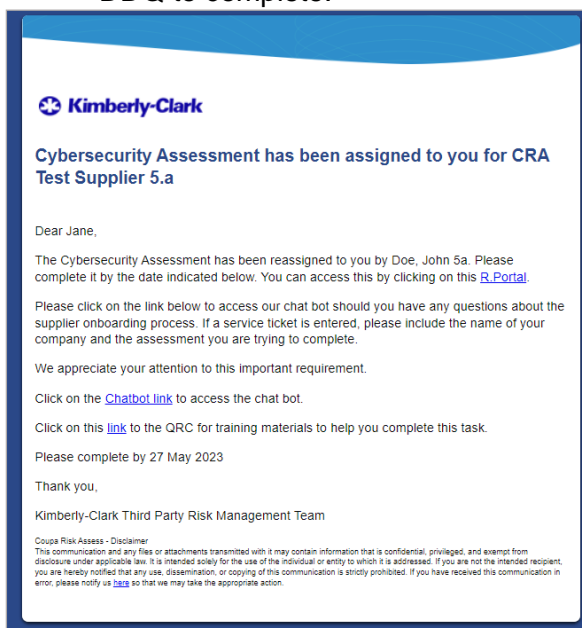 DDQ to complete.
Kimberly-Clark
Cybersecurity Assessment has been assigned to you for CRA
Test Supplier 5.a
Dear Jane,
The Cybersecurity Assessment has been reassigned to you by Doe, John 5a. Please
complete it by the date indicated below. You can access this by clicking on this R.Portal.
Please click on the link below to access our chat bot should you have any questions about the
supplier onboarding process. If a service ticket is entered, please include the name of your
company and the assessment you are trying to complete.
We appreciate your attention to this important requirement.
Click on the Chatbot link to access the chat bot.
Click on this link to the QRC for training materials to help you complete this task.
Please complete by 27 May 2023
Thank you,
Kimberly-Clark Third Party Risk Management Team
Coupa Risk Assess - Disclaimer
This communication and any files or attachments transmitted with it may contain information that is confidential, privileged, and exempt from
disclosure under applicable law. It is intended solely for the use of the individual or entity to which it is addressed. If you are not the intended recipient,
you are hereby notified that any use, dissemination, or copying of this communication is strictly prohibited. If you have received this communication in
error, please notify us here so that we may take the appropriate action.